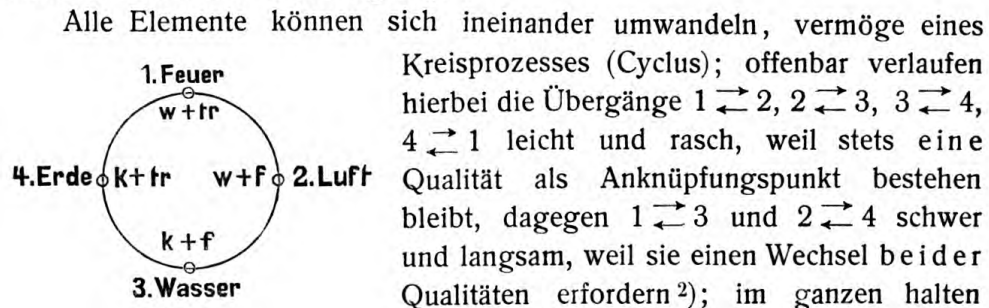 Alle Elemente können sich ineinander umwandeln, vermöge eines
Kreisprozesses (Cyclus); offenbar verlaufen
hierbei die Übergänge 1 ⇄ 2, 2 ⇄ 3, 3 ⇄ 4,
4 ⇄ 1 leicht und rasch, weil stets eine
Qualität als Anknüpfungspunkt bestehen
bleibt, dagegen 1 ⇄ 3 und 2 ⇄ 4 schwer
und langsam, weil sie einen Wechsel beider
Qualitäten erfordern ²); im ganzen halten
1. Feuer
w + tr
4. Erde k + tr w + f 2. Luft
k + f
3. Wasser